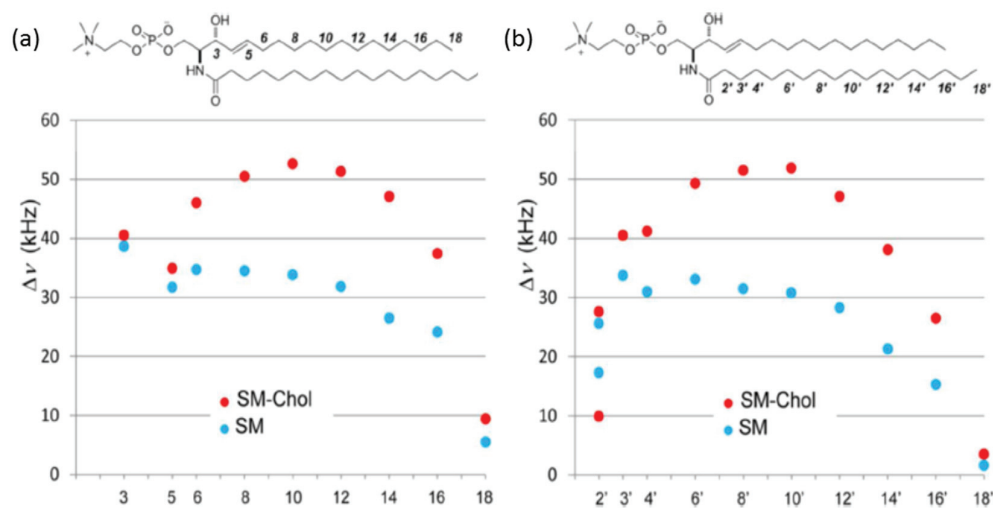 (a)
N
+
O
P
O
O⁻
O
OH
HN
O
3 5 6 8 10 12 14 16 18
Δν (kHz)
60
50
40
30
20
10
0
SM-Chol
SM
3 5 6 8 10 12 14 16 18
(b)
N
+
O
P
O
O⁻
O
OH
HN
O
2' 3' 4' 6' 8' 10' 12' 14' 16' 18'
Δν (kHz)
60
50
40
30
20
10
0
SM-Chol
SM
2' 3' 4' 6' 8' 10' 12' 14' 16' 18'